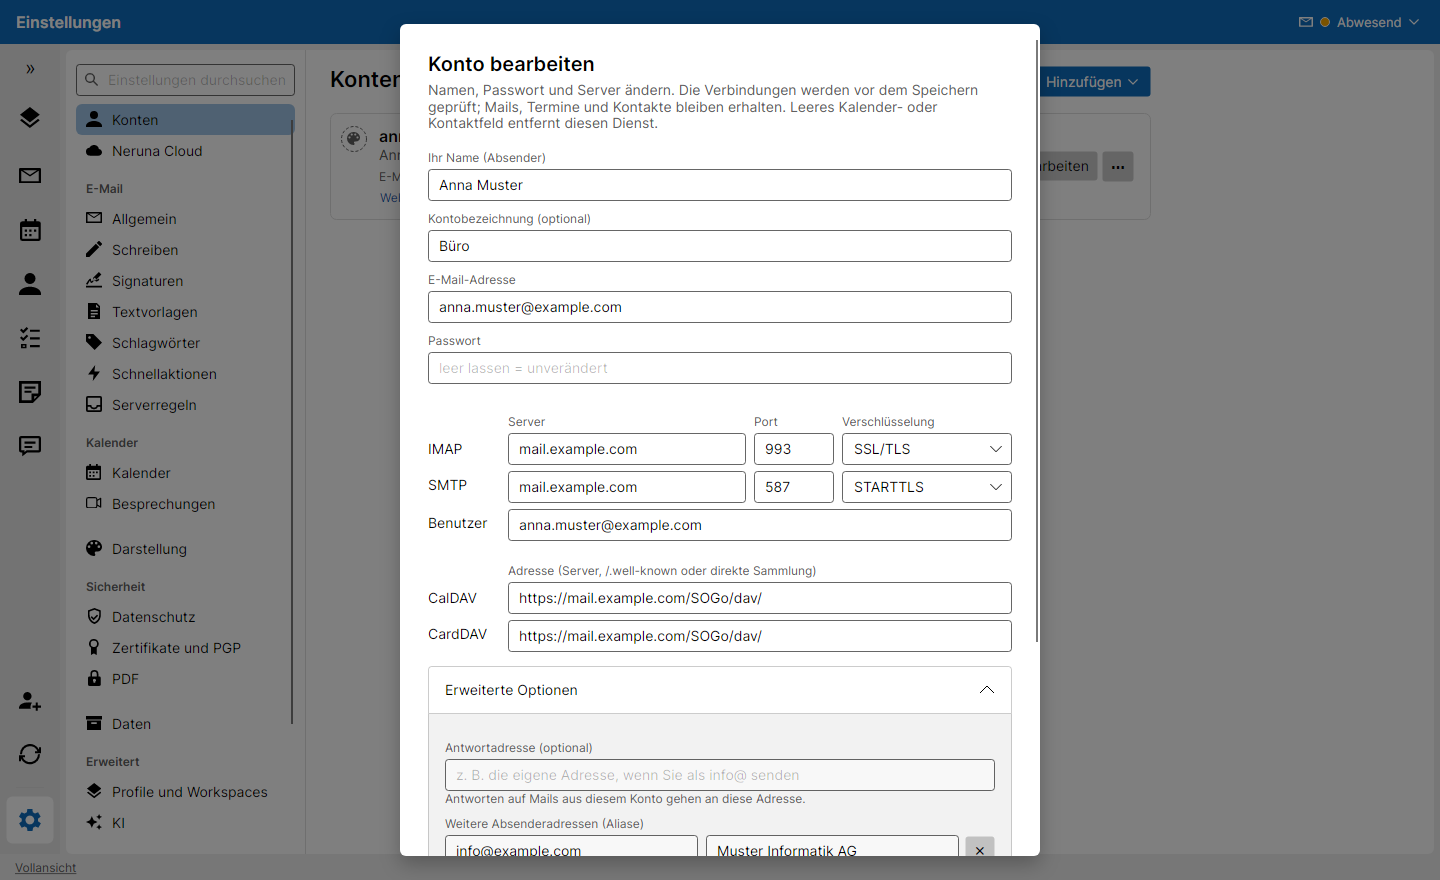 Einstellungen
Abwesend
Einstellungen durchsuchen
Konten
Neruna Cloud
E-Mail
Allgemein
Schreiben
Signaturen
Textvorlagen
Schlagwörter
Schnellaktionen
Serverregeln
Kalender
Kalender
Besprechungen
Darstellung
Sicherheit
Datenschutz
Zertifikate und PGP
PDF
Daten
Erweitert
Profile und Workspaces
KI
Vollansicht
Konten
Hinzufügen
Konto bearbeiten
Namen, Passwort und Server ändern. Die Verbindungen werden vor dem Speichern
geprüft; Mails, Termine und Kontakte bleiben erhalten. Leeres Kalender- oder
Kontaktfeld entfernt diesen Dienst.
Ihr Name (Absender)
Anna Muster
Kontobezeichnung (optional)
Büro
E-Mail-Adresse
anna.muster@example.com
Passwort
leer lassen = unverändert
Server Port Verschlüsselung
IMAP mail.example.com 993 SSL/TLS
SMTP mail.example.com 587 STARTTLS
Benutzer anna.muster@example.com
Adresse (Server, /.well-known oder direkte Sammlung)
CalDAV https://mail.example.com/SOGo/dav/
CardDAV https://mail.example.com/SOGo/dav/
Erweiterte Optionen
Antwortadresse (optional)
z. B. die eigene Adresse, wenn Sie als info@ senden
Antworten auf Mails aus diesem Konto gehen an diese Adresse.
Weitere Absenderadressen (Aliase)
info@example.com Muster Informatik AG